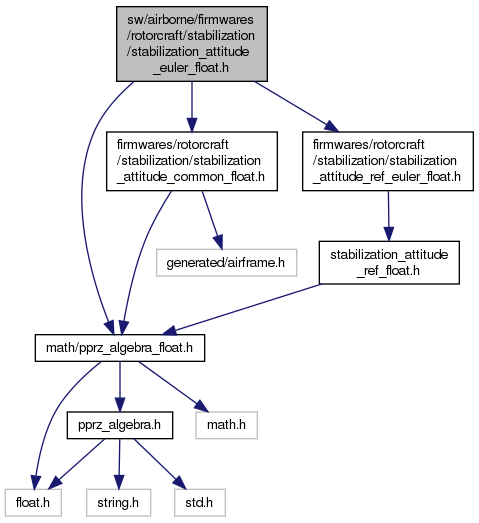 sw/airborne/firmwares
/rotorcraft/stabilization
/stabilization_attitude
_euler_float.h
firmwares/rotorcraft
/stabilization/stabilization
_attitude_common_float.h
firmwares/rotorcraft
/stabilization/stabilization
_attitude_ref_euler_float.h
generated/airframe.h
stabilization_attitude
_ref_float.h
math/pprz_algebra_float.h
pprz_algebra.h
math.h
float.h
string.h
std.h